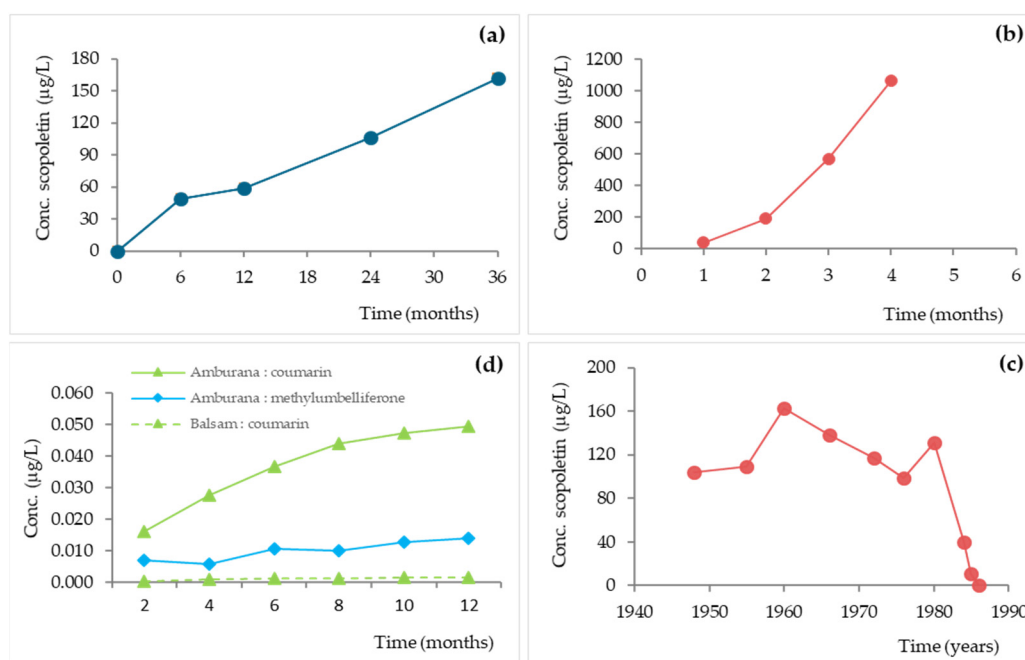 (a)
Conc. scopoletin (µg/L)
180
150
120
90
60
30
0
0 6 12 18 24 30 36
Time (months)
(b)
Conc. scopoletin (µg/L)
1200
1000
800
600
400
200
0
0 1 2 3 4 5 6
Time (months)
(d)
Amburana : coumarin
Amburana : methylumbelliferone
Balsam : coumarin
Conc. (µg/L)
0.060
0.050
0.040
0.030
0.020
0.010
0.000
2 4 6 8 10 12
Time (months)
(c)
Conc. scopoletin (µg/L)
200
160
120
80
40
0
1940 1950 1960 1970 1980 1990
Time (years)